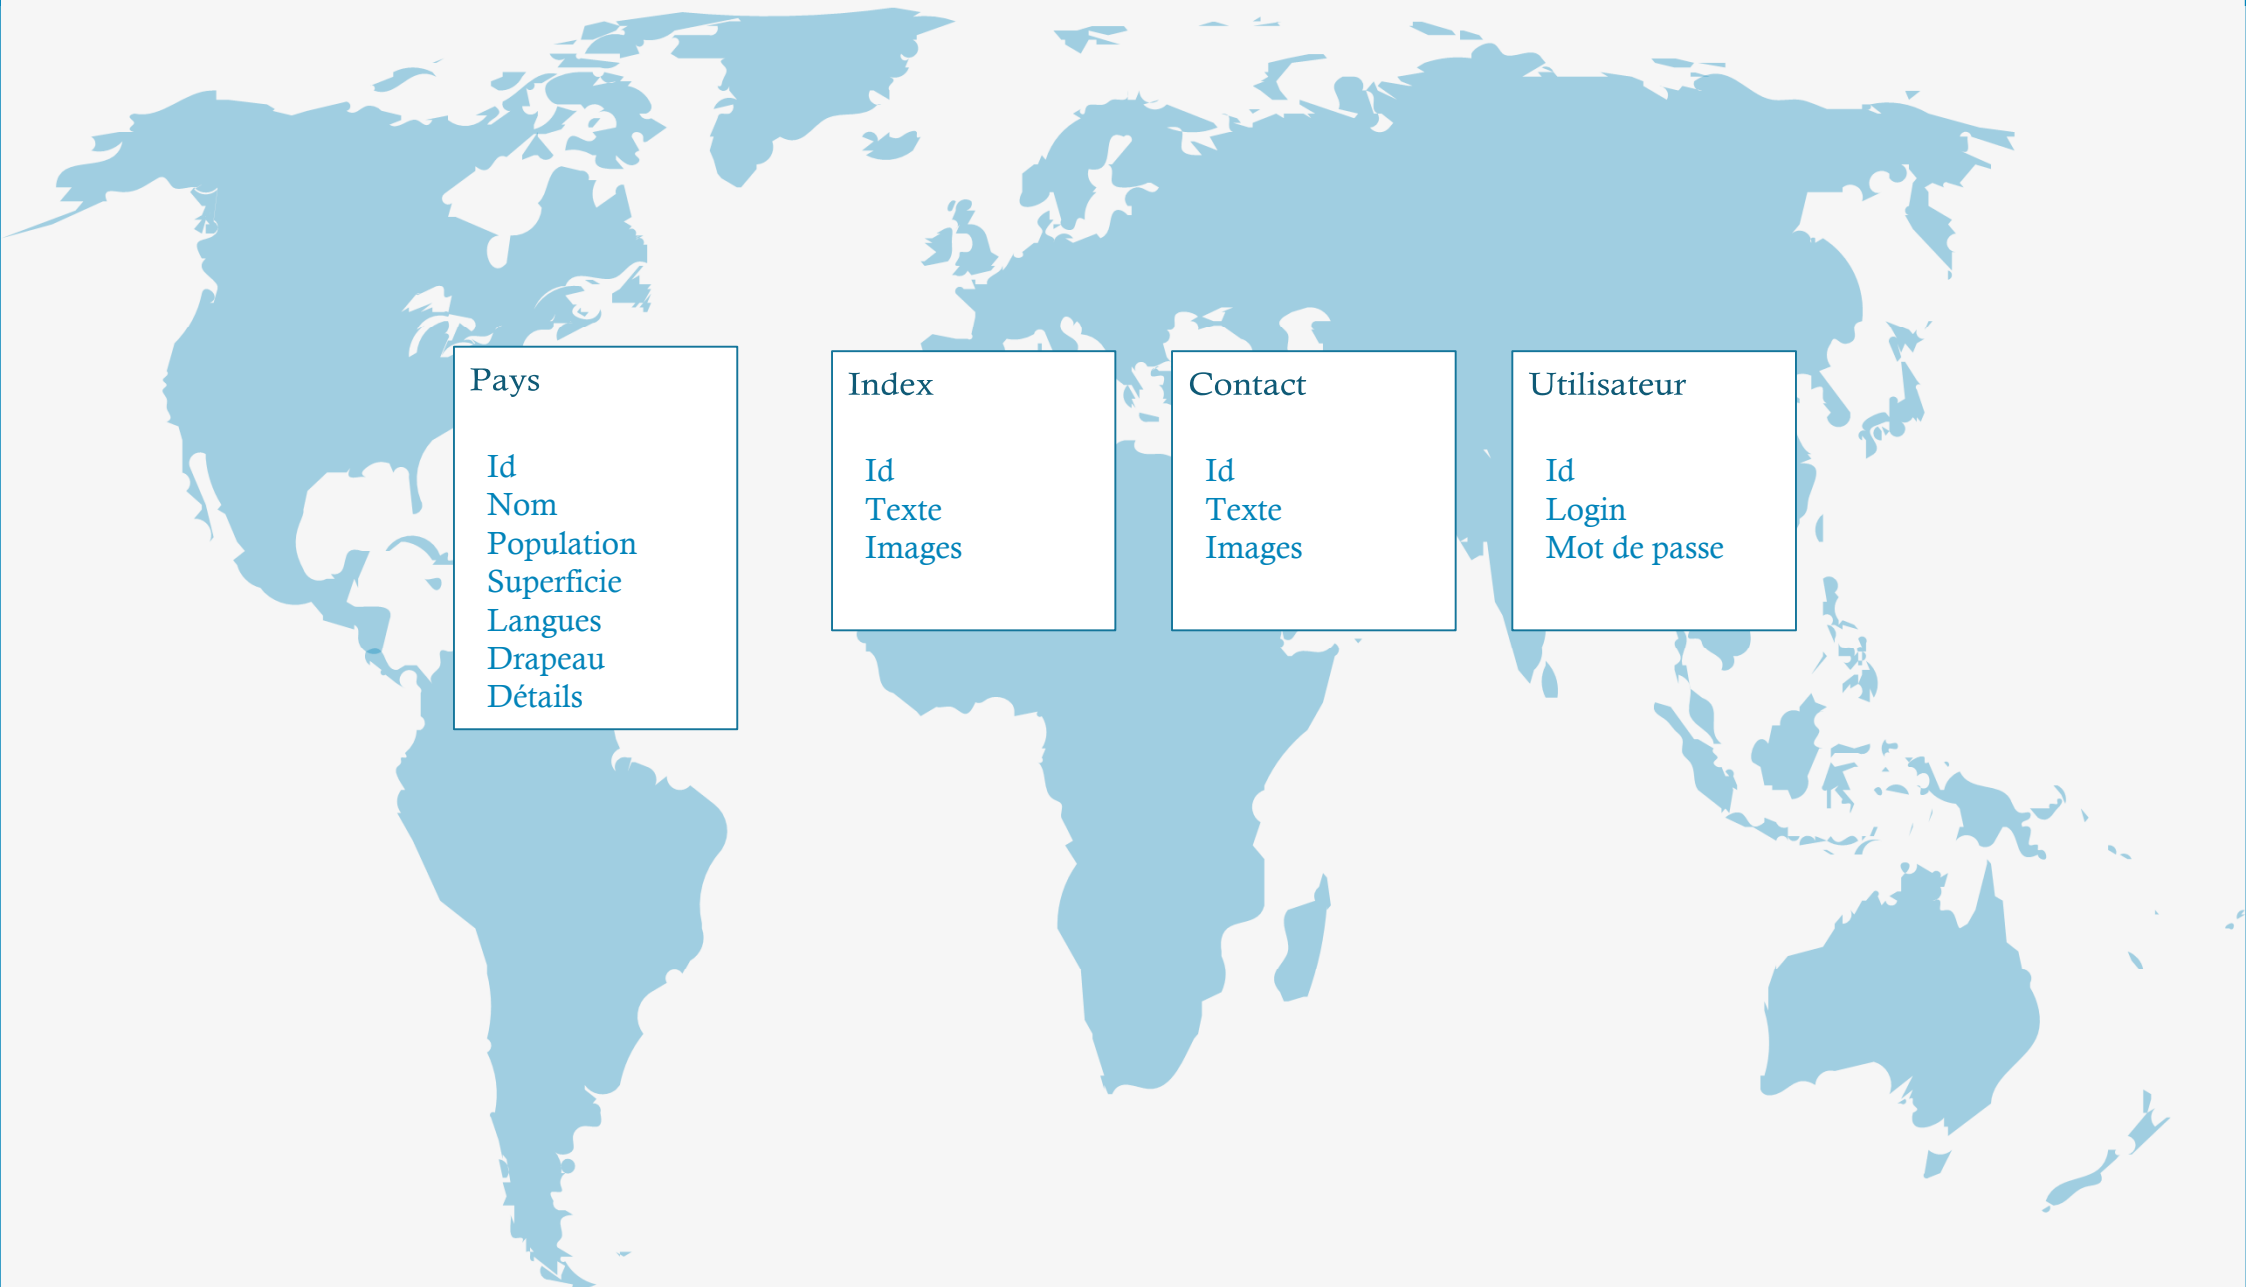 Pays
Id
Nom
Population
Superficie
Langues
Drapeau
Détails
Index
Id
Texte
Images
Contact
Id
Texte
Images
Utilisateur
Id
Login
Mot de passe